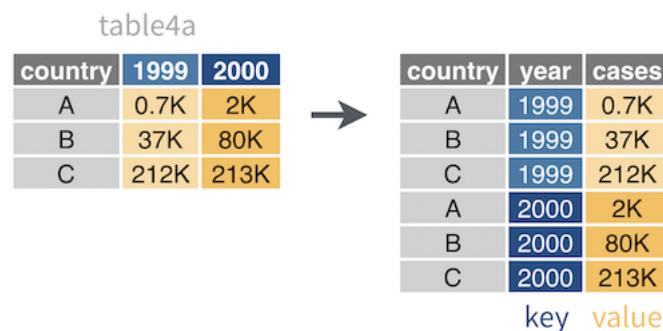 table4a
country 1999 2000
A 0.7K 2K
B 37K 80K
C 212K 213K
country year cases
A 1999 0.7K
B 1999 37K
C 1999 212K
A 2000 2K
B 2000 80K
C 2000 213K
key value